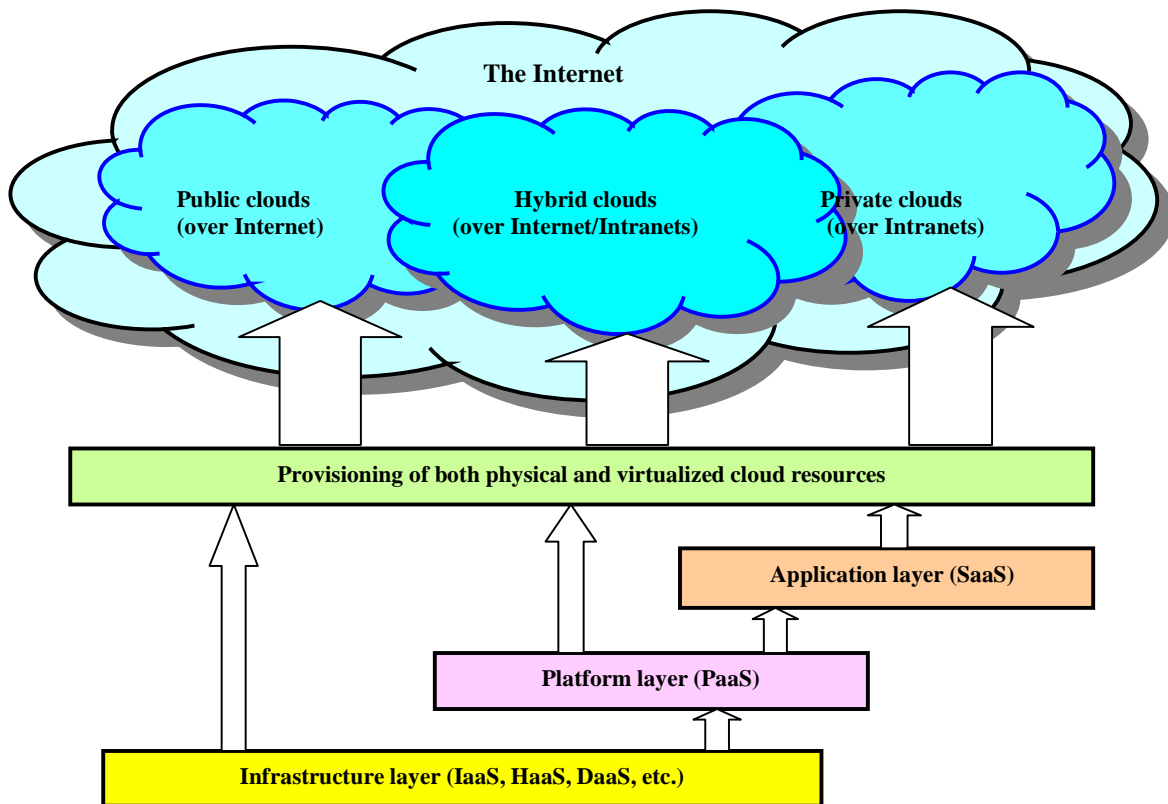 The Internet
Public clouds
(over Internet)
Hybrid clouds
(over Internet/Intranets)
Private clouds
(over Intranets)
Provisioning of both physical and virtualized cloud resources
Application layer (SaaS)
Platform layer (PaaS)
Infrastructure layer (IaaS, HaaS, DaaS, etc.)